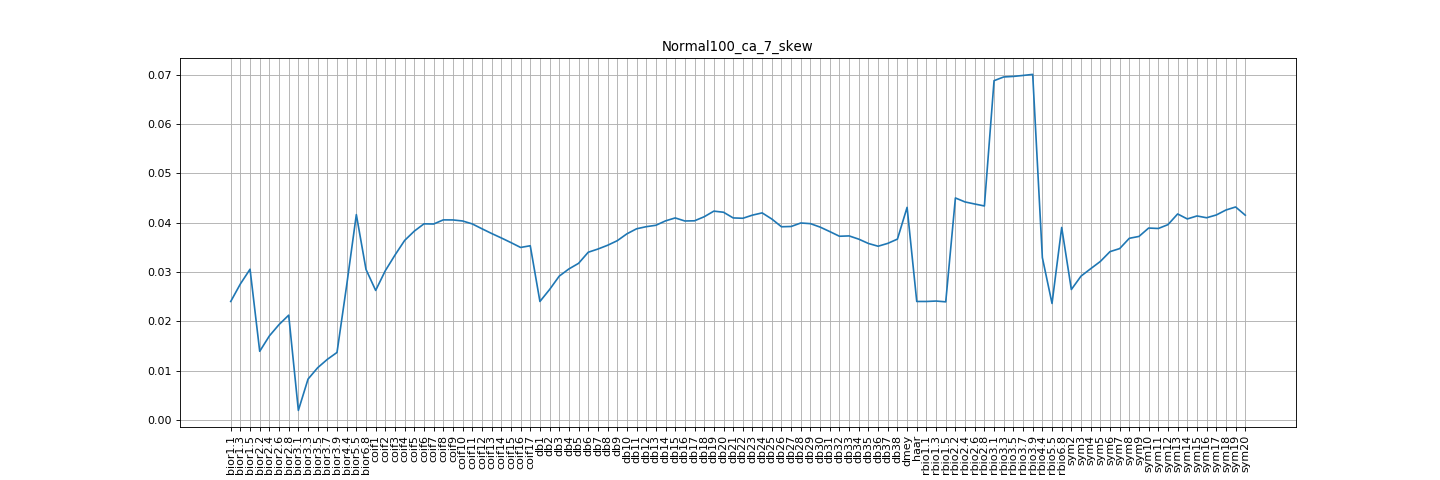 Normal100_ca_7_skew
0.07
0.06
0.05
0.04
0.03
0.02
0.01
0.00
bior1.1
bior1.3
bior1.5
bior2.2
bior2.4
bior2.6
bior2.8
bior3.1
bior3.3
bior3.5
bior3.7
bior3.9
bior4.4
bior5.5
bior6.8
coif1
coif2
coif3
coif4
coif5
coif6
coif7
coif8
coif9
coif10
coif11
coif12
coif13
coif14
coif15
coif16
coif17
db1
db2
db3
db4
db5
db6
db7
db8
db9
db10
db11
db12
db13
db14
db15
db16
db17
db18
db19
db20
db21
db22
db23
db24
db25
db26
db27
db28
db29
db30
db31
db32
db33
db34
db35
db36
db37
db38
dmey
haar
rbio1.1
rbio1.3
rbio1.5
rbio2.2
rbio2.4
rbio2.6
rbio2.8
rbio3.1
rbio3.3
rbio3.5
rbio3.7
rbio3.9
rbio4.4
rbio5.5
rbio6.8
sym2
sym3
sym4
sym5
sym6
sym7
sym8
sym9
sym10
sym11
sym12
sym13
sym14
sym15
sym16
sym17
sym18
sym19
sym20